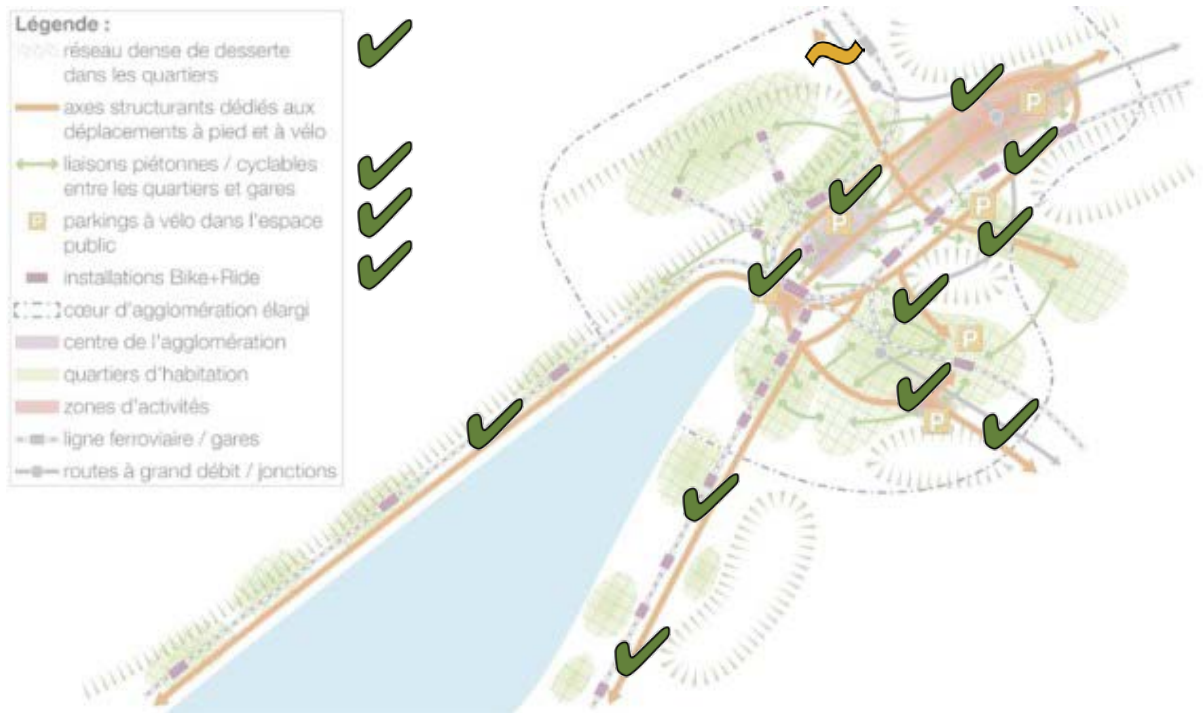 Légende :
réseau dense de desserte
dans les quartiers
axes structurants dédiés aux
déplacements à pied et à vélo
liaisons piétonnes / cyclables
entre les quartiers et gares
P parkings à vélo dans l'espace
public
installations Bike+Ride
cœur d'agglomération élargi
centre de l'agglomération
quartiers d'habitation
zones d'activités
ligne ferroviaire / gares
routes à grand débit / jonctions
P
P
P
P
P